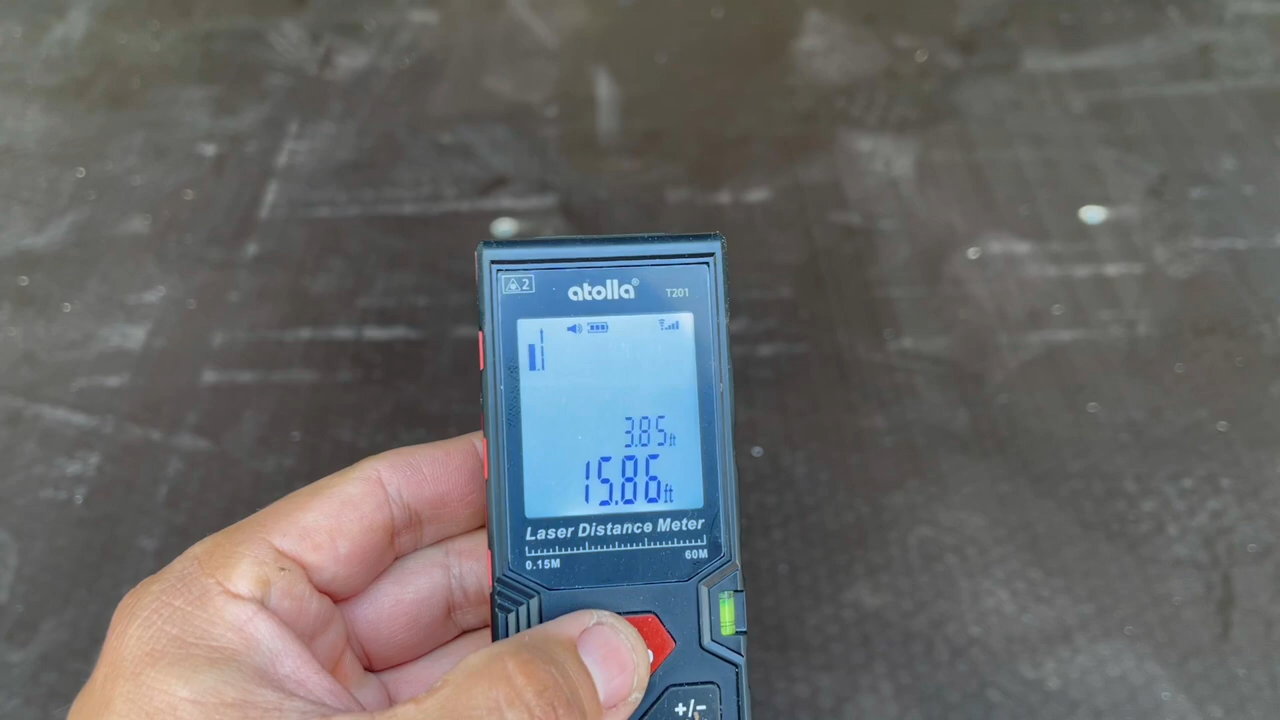 2
atolla®
T201
3.85ft
15.86ft
Laser Distance Meter
0.15M
60M
+/−